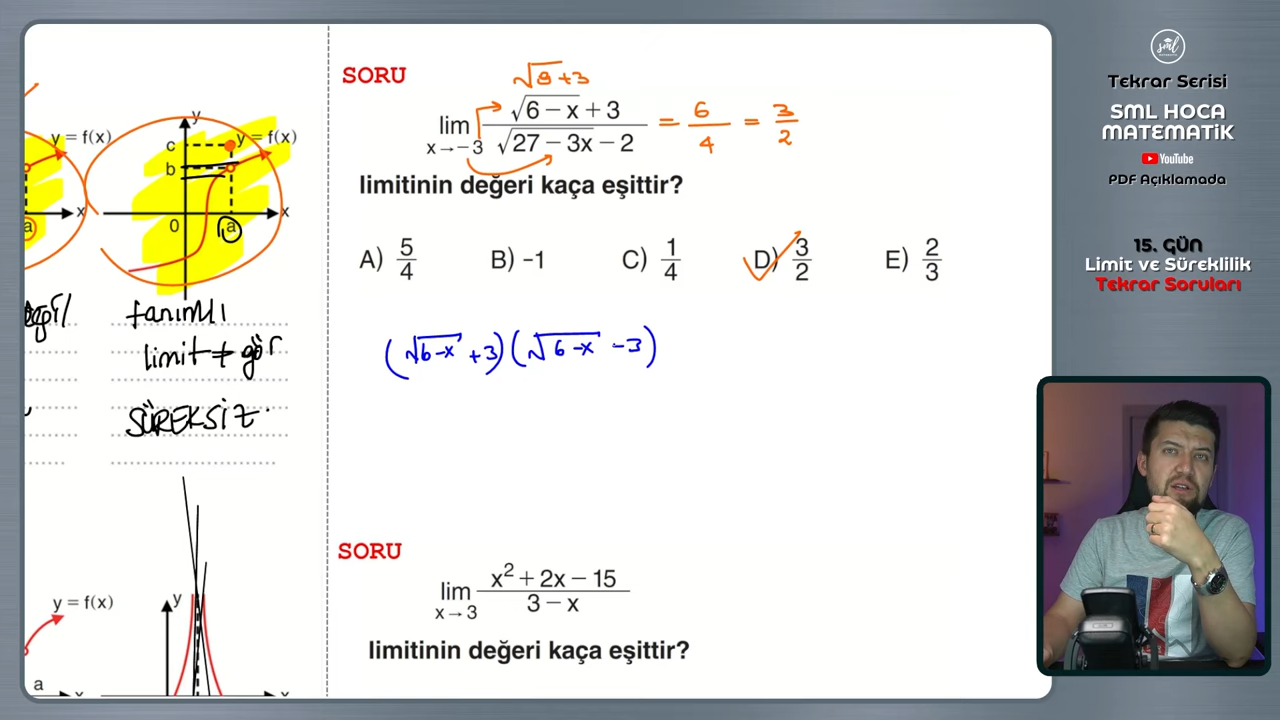 SORU
√8 + 3
lim x→−3 √6 − x + 3 / √27 − 3x − 2 = 6/4 = 3/2
limitinin değeri kaça eşittir?
A) 5/4 B) −1 C) 1/4 D) 3/2 E) 2/3
(√6−x + 3)(√6−x − 3)
SORU
lim x→3 x² + 2x − 15 / 3 − x
limitinin değeri kaça eşittir?
y = f(x)
x
a
y
y = f(x)
c
b
0
a
x
tanımlı
limit ≠ gör
SÜREKSİZ
y = f(x)
a
x
y
x
sml
Tekrar Serisi
SML HOCA
MATEMATİK
YouTube
PDF Açıklamada
15. GÜN
Limit ve Süreklilik
Tekrar Soruları